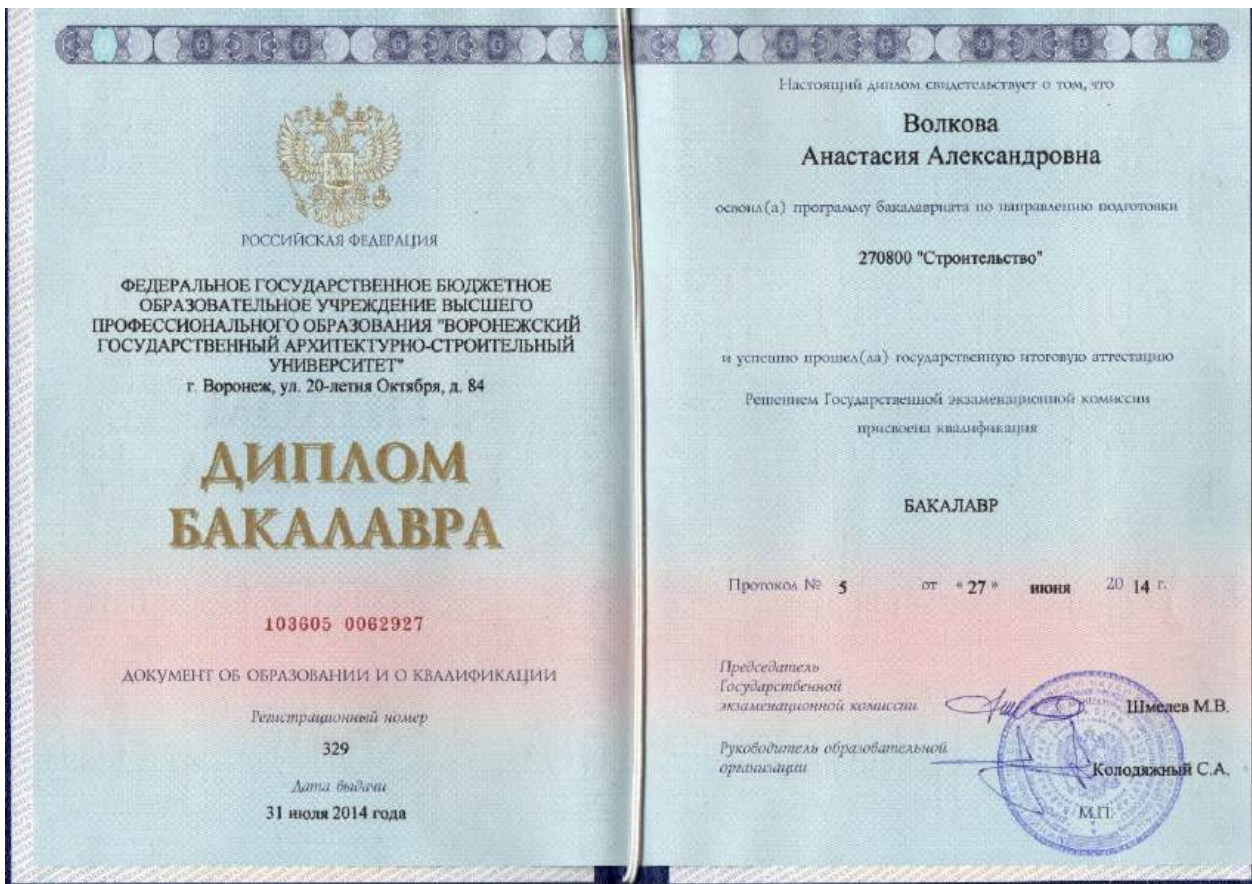 РОССИЙСКАЯ ФЕДЕРАЦИЯ
ФЕДЕРАЛЬНОЕ ГОСУДАРСТВЕННОЕ БЮДЖЕТНОЕ
ОБРАЗОВАТЕЛЬНОЕ УЧРЕЖДЕНИЕ ВЫСШЕГО
ПРОФЕССИОНАЛЬНОГО ОБРАЗОВАНИЯ "ВОРОНЕЖСКИЙ
ГОСУДАРСТВЕННЫЙ АРХИТЕКТУРНО-СТРОИТЕЛЬНЫЙ
УНИВЕРСИТЕТ"
г. Воронеж, ул. 20-летия Октября, д. 84
ДИПЛОМ
БАКАЛАВРА
103605 0062927
ДОКУМЕНТ ОБ ОБРАЗОВАНИИ И О КВАЛИФИКАЦИИ
Регистрационный номер
329
Дата выдачи
31 июля 2014 года
Настоящий диплом свидетельствует о том, что
Волкова
Анастасия Александровна
освоил(а) программу бакалавриата по направлению подготовки
270800 "Строительство"
и успешно прошел(ла) государственную итоговую аттестацию
Решением Государственной экзаменационной комиссии
присвоена квалификация
БАКАЛАВР
Протокол № 5 от « 27 » июня 20 14 г.
Председатель
Государственной
экзаменационной комиссии Шмелев М.В.
Руководитель образовательной
организации Колодяжный С.А.
М.П.